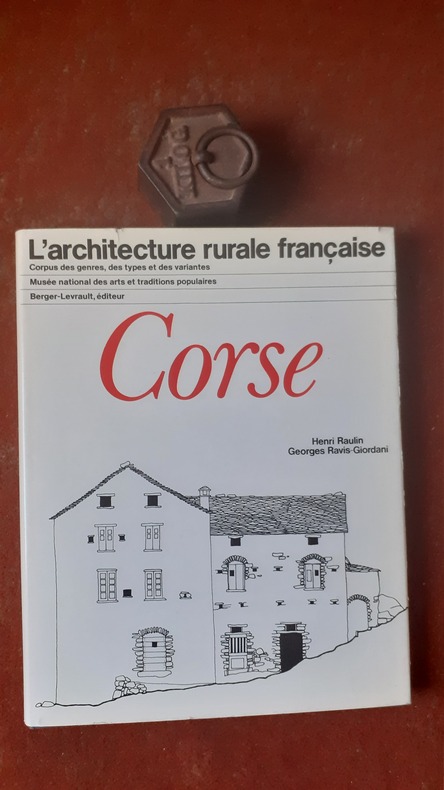 L'architecture rurale française
Corpus des genres, des types et des variantes
Musée national des arts et traditions populaires
Berger-Levrault, éditeur
Corse
Henri Raulin
Georges Ravis-Giordani